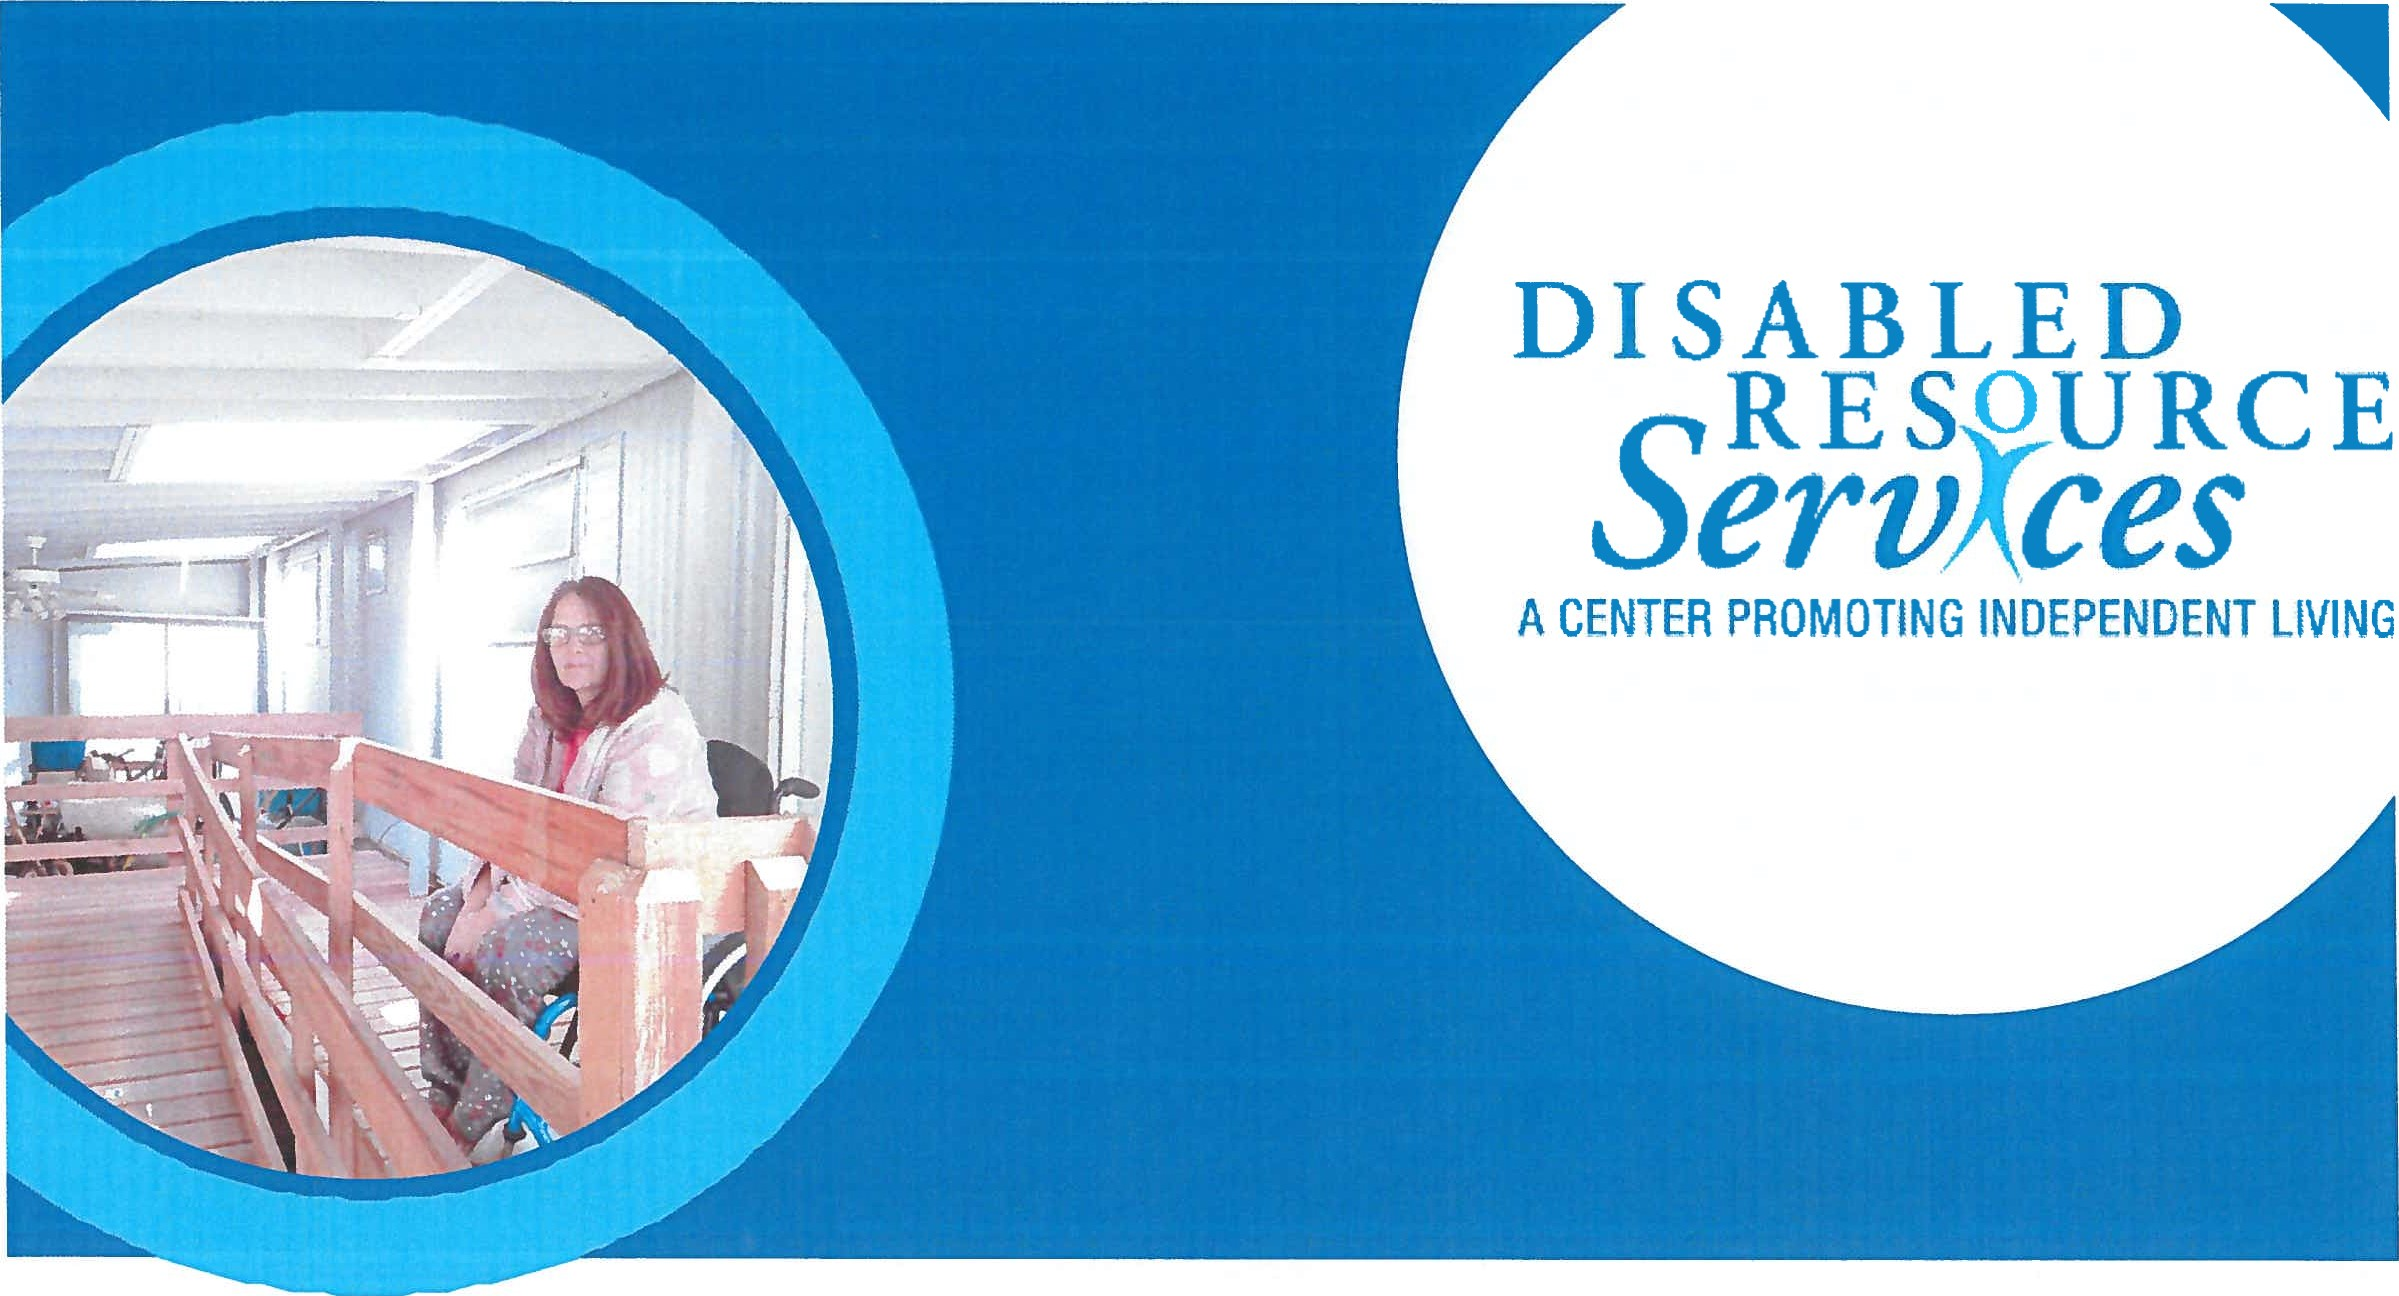 DISABLED
RESOURCE
Services
A CENTER PROMOTING INDEPENDENT LIVING